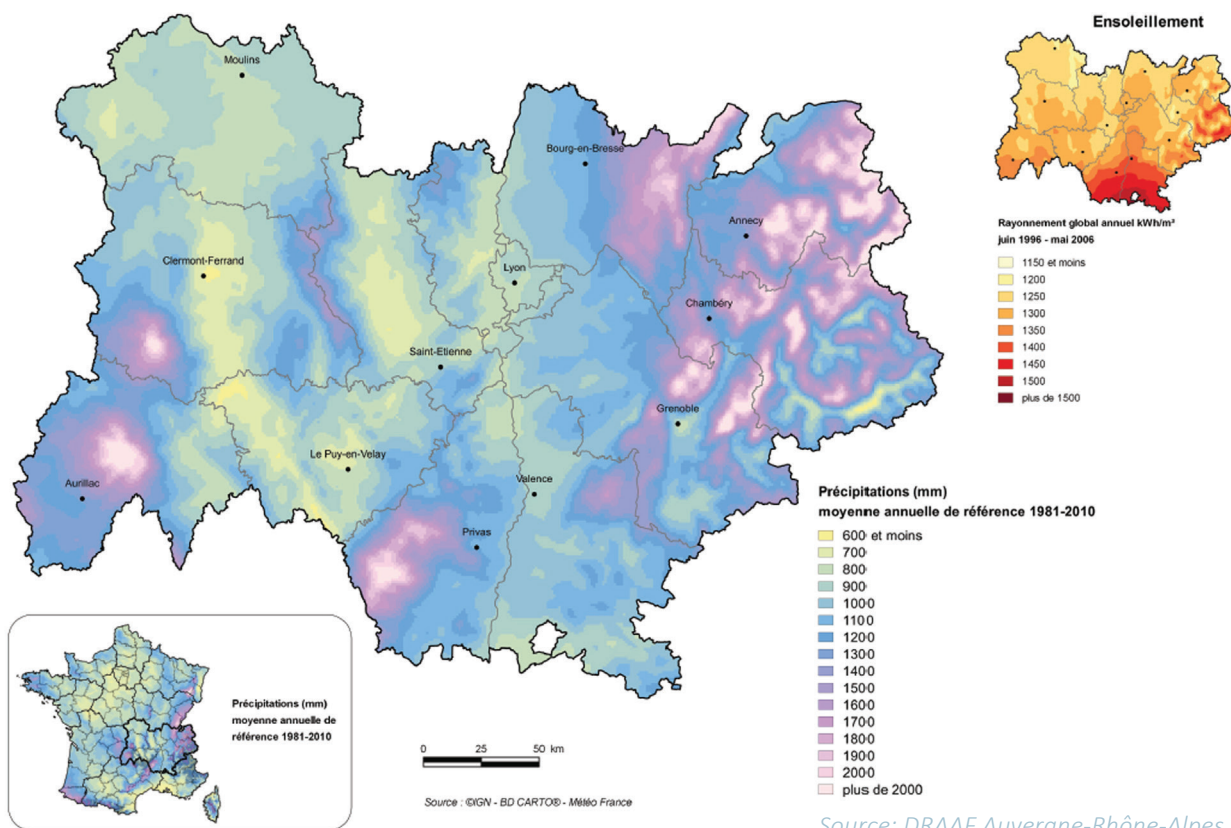 Ensoleillement
Rayonnement global annuel kWh/m²
juin 1996 - mai 2006
1150 et moins
1200
1250
1300
1350
1400
1450
1500
plus de 1500
Moulins
Bourg-en-Bresse
Annecy
Clermont-Ferrand
Lyon
Chambéry
Saint-Etienne
Grenoble
Le Puy-en-Velay
Aurillac
Valence
Privas
Précipitations (mm)
moyenne annuelle de référence 1981-2010
600 et moins
700
800
900
1000
1100
1200
1300
1400
1500
1600
1700
1800
1900
2000
plus de 2000
Précipitations (mm)
moyenne annuelle de
référence 1981-2010
0 25 50 km
Source : ©IGN - BD CARTO® - Météo France
Source: DRAAF Auvergne-Rhône-Alpes